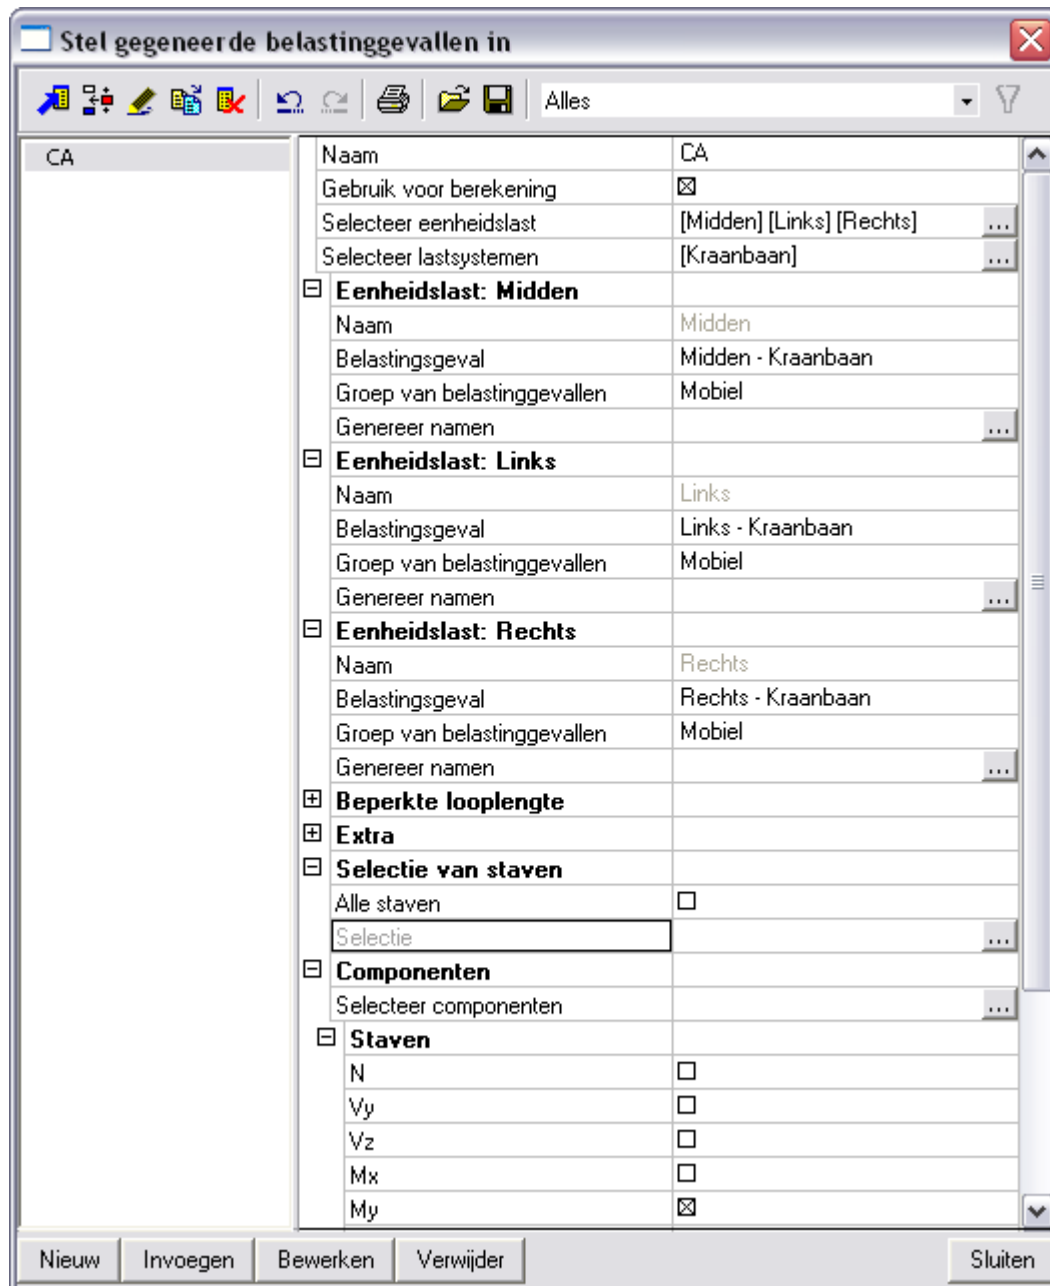 Stel gegeneerde belastinggevallen in
Alles
CA
Naam CA
Gebruik voor berekening
Selecteer eenheidslast [Midden] [Links] [Rechts] ...
Selecteer lastsystemen [Kraanbaan] ...
Eenheidslast: Midden
Naam Midden
Belastingsgeval Midden - Kraanbaan
Groep van belastinggevallen Mobiel
Genereer namen ...
Eenheidslast: Links
Naam Links
Belastingsgeval Links - Kraanbaan
Groep van belastinggevallen Mobiel
Genereer namen ...
Eenheidslast: Rechts
Naam Rechts
Belastingsgeval Rechts - Kraanbaan
Groep van belastinggevallen Mobiel
Genereer namen ...
Beperkte looplengte
Extra
Selectie van staven
Alle staven
Selectie ...
Componenten
Selecteer componenten ...
Staven
N
Vy
Vz
Mx
My
Nieuw Invoegen Bewerken Verwijder Sluiten